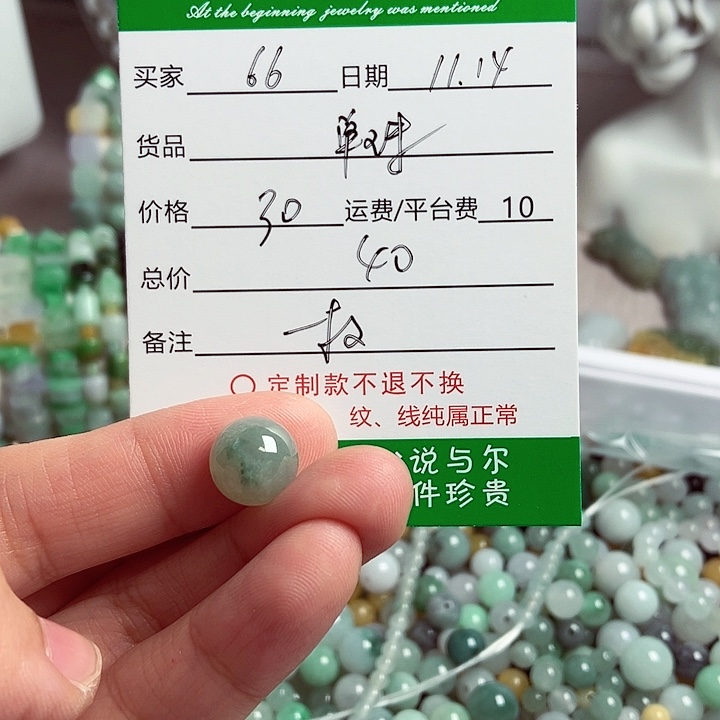 At the beginning jewelry was mentioned
买家 66 日期 11.14
货品 单珠
价格 30 运费/平台费 10
总价 40
备注
定制款不退不换
纹、线纯属正常
说与尔
件珍贵